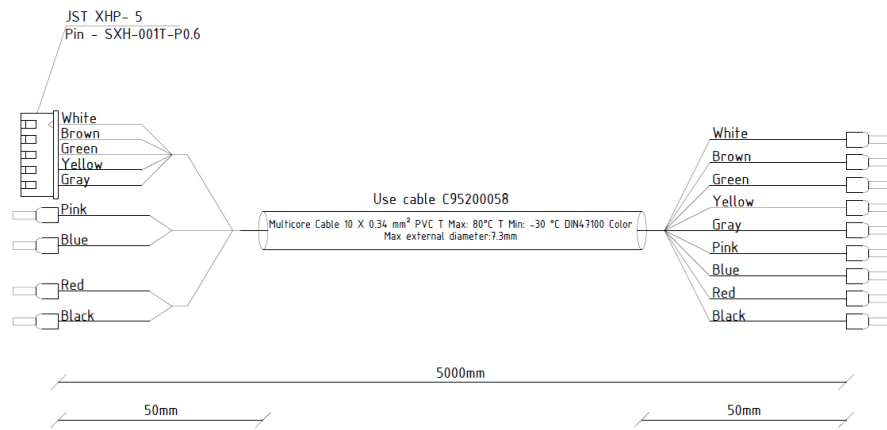 JST XHP- 5
Pin - SXH-001T-P0.6
White
Brown
Green
Yellow
Gray
Pink
Blue
Red
Black
Use cable C95200058
Multicore Cable 10 X 0.34 mm² PVC T Max: 80°C T Min: -30 °C DIN47100 Color
Max external diameter:7.3mm
White
Brown
Green
Yellow
Gray
Pink
Blue
Red
Black
5000mm
50mm
50mm